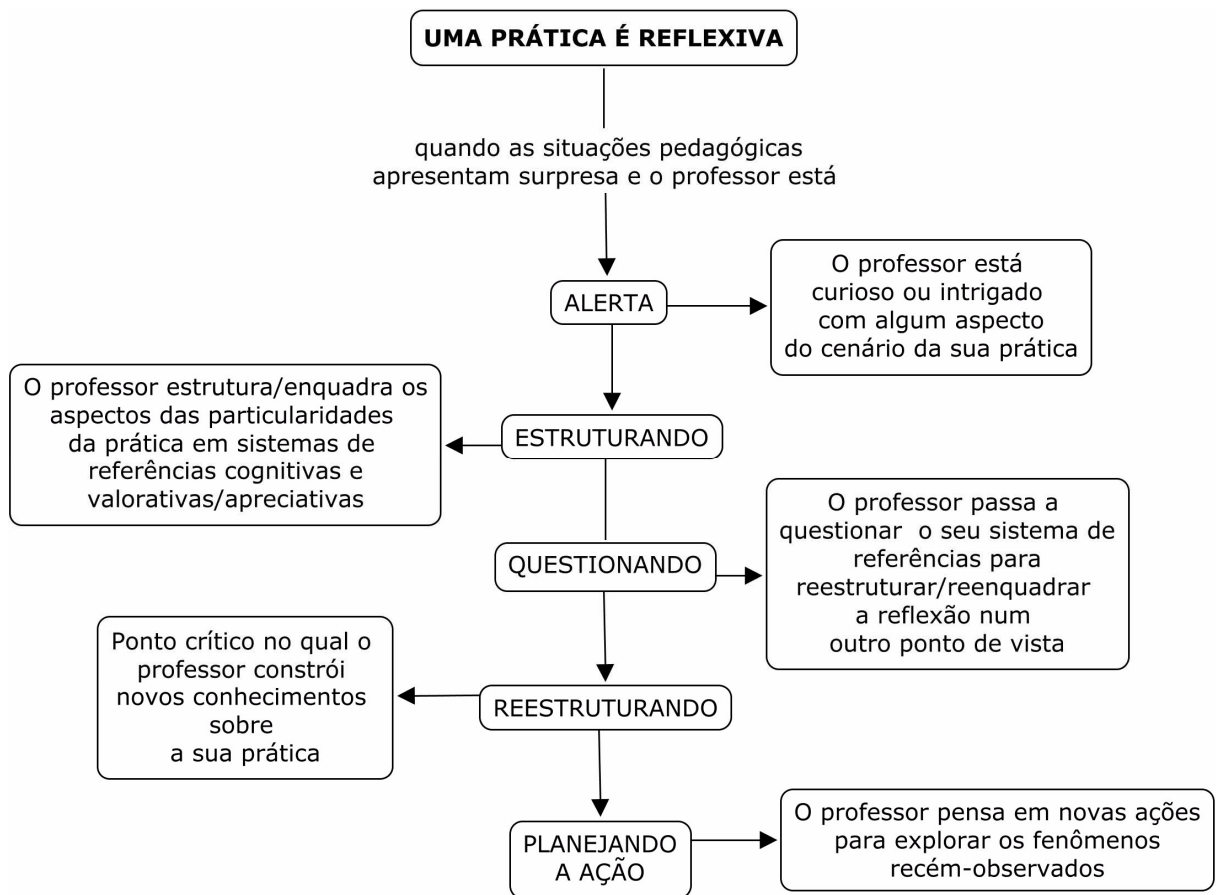 UMA PRÁTICA É REFLEXIVA
quando as situações pedagógicas
apresentam surpresa e o professor está
ALERTA
O professor está
curioso ou intrigado
com algum aspecto
do cenário da sua prática
ESTRUTURANDO
O professor estrutura/enquadra os
aspectos das particularidades
da prática em sistemas de
referências cognitivas e
valorativas/apreciativas
QUESTIONANDO
O professor passa a
questionar o seu sistema de
referências para
reestruturar/reenquadrar
a reflexão num
outro ponto de vista
REESTRUTURANDO
Ponto crítico no qual o
professor constrói
novos conhecimentos
sobre
a sua prática
PLANEJANDO
A AÇÃO
O professor pensa em novas ações
para explorar os fenômenos
recém-observados